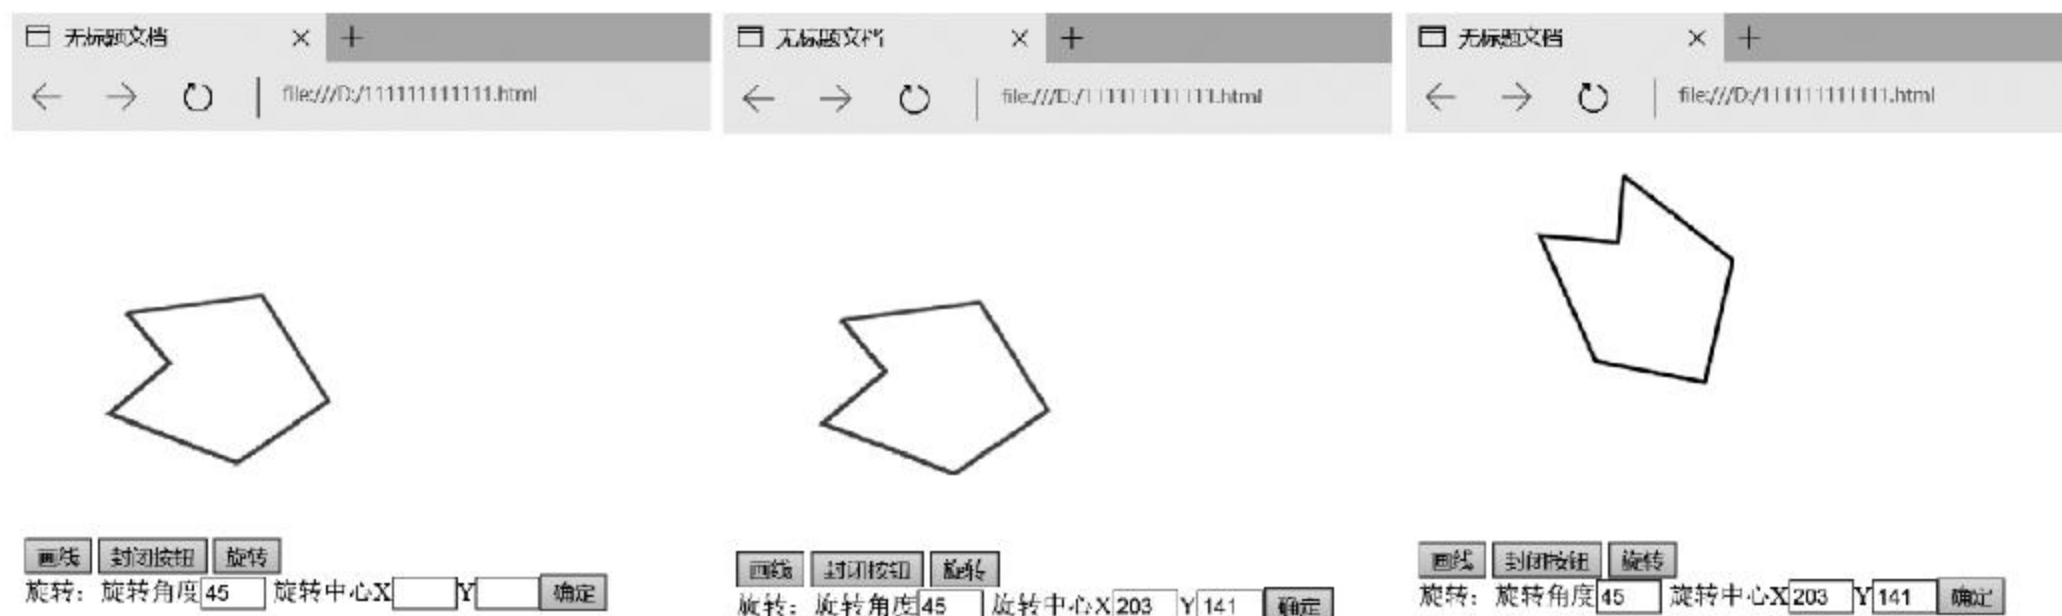 无标题文档
file:///D:/111111111111.html
画线 封闭按钮 旋转
旋转：旋转角度 45 旋转中心X Y 确定
无标题文档
file:///D:/111111111111.html
画线 封闭按钮 旋转
旋转：旋转角度 45 旋转中心X 203 Y 141 确定
无标题文档
file:///D:/111111111111.html
画线 封闭按钮 旋转
旋转：旋转角度 45 旋转中心X 203 Y 141 确定